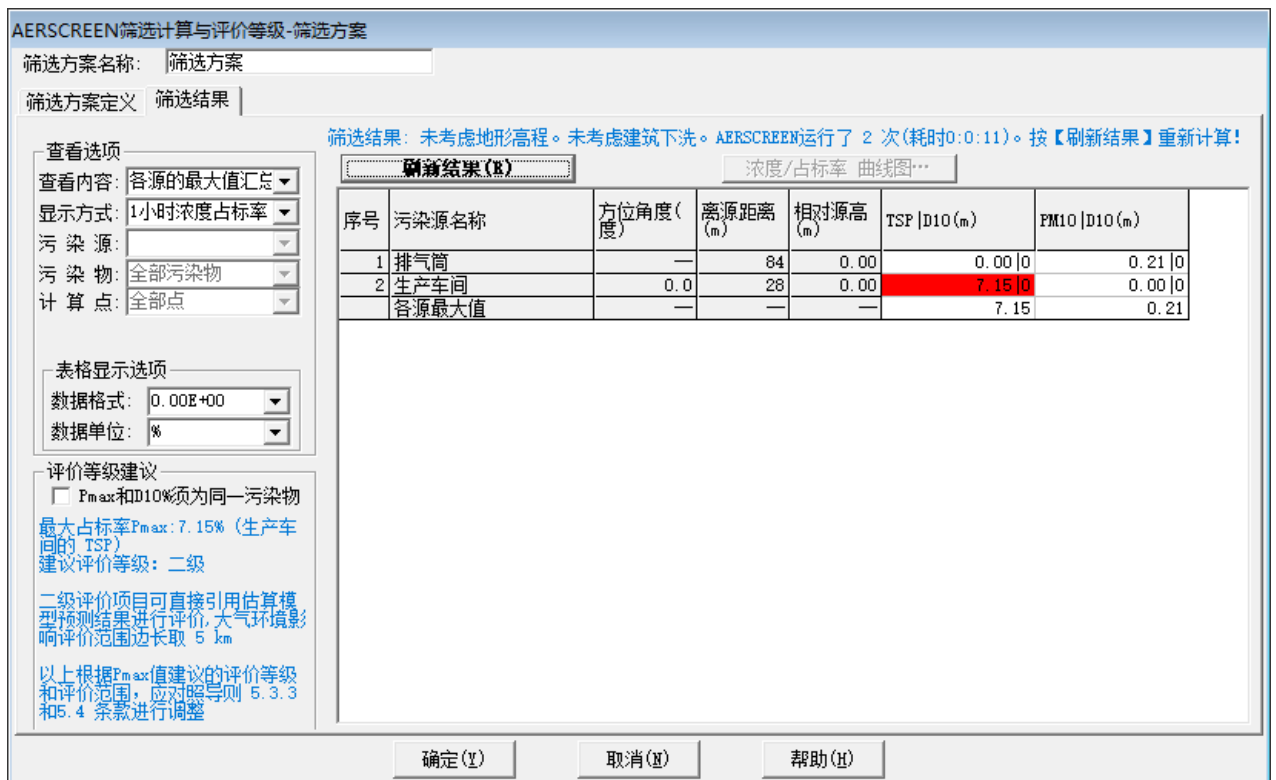 AERSCREEN筛选计算与评价等级-筛选方案
筛选方案名称: 筛选方案
筛选方案定义 筛选结果
筛选结果: 未考虑地形高程。未考虑建筑下洗。AERSCREEN运行了 2 次(耗时0:0:11)。按【刷新结果】重新计算!
刷新结果(R) 浓度/占标率 曲线图…
查看选项
查看内容: 各源的最大值汇总
显示方式: 1小时浓度占标率
污 染 源:
污 染 物: 全部污染物
计 算 点: 全部点
表格显示选项
数据格式: 0.00E+00
数据单位: %
评价等级建议
Pmax和D10%须为同一污染物
最大占标率Pmax:7.15% (生产车
间的 TSP)
建议评价等级: 二级
二级评价项目可直接引用估算模
型预测结果进行评价,大气环境影
响评价范围边长取 5 km
以上根据Pmax值建议的评价等级
和评价范围,应对照导则 5.3.3
和5.4 条款进行调整
序号 污染源名称 方位角度(度) 离源距离(m) 相对源高(m) TSP|D10(m) PM10|D10(m)
1 排气筒 — 84 0.00 0.00|0 0.21|0
2 生产车间 0.0 28 0.00 7.15|0 0.00|0
各源最大值 — — — 7.15 0.21
确定(Y) 取消(N) 帮助(H)